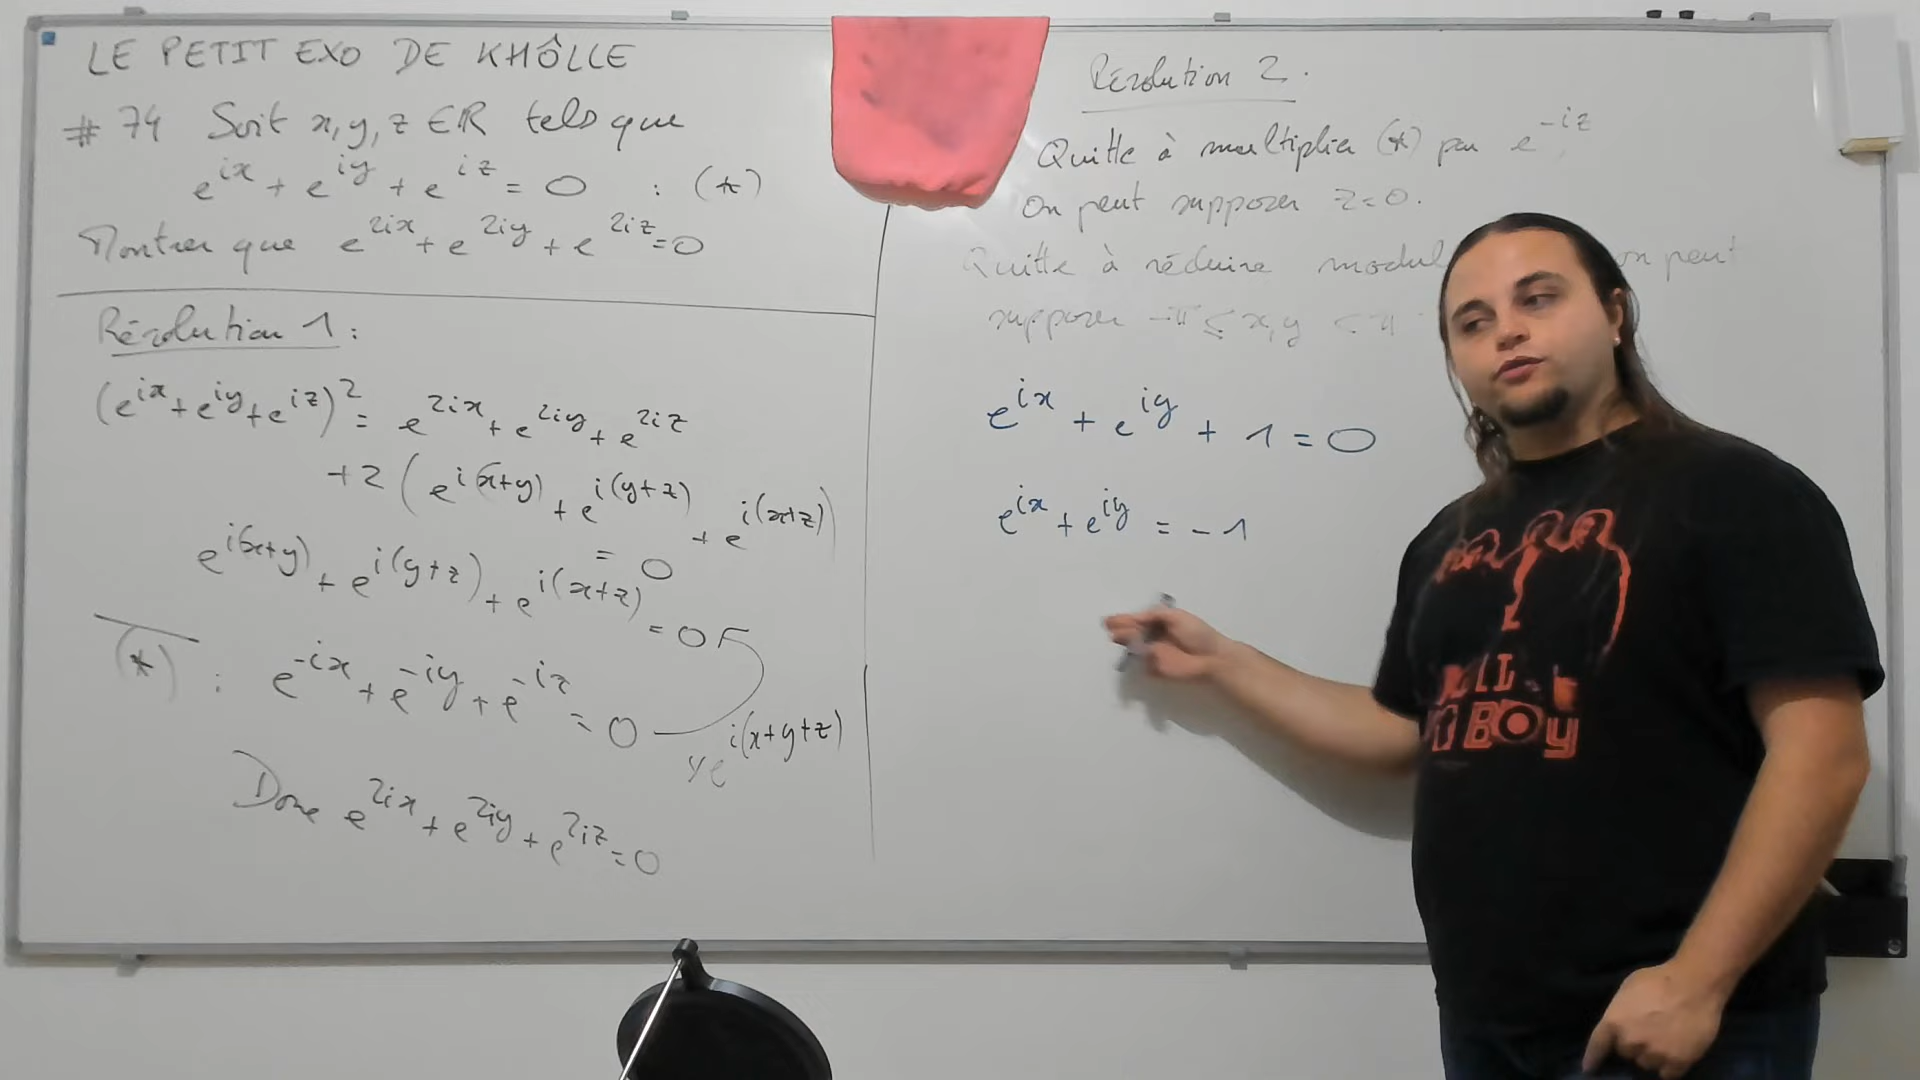 LE PETIT EXO DE KHÔLLE
# 74 Soit x, y, z ∈ ℝ tels que
e^{ix} + e^{iy} + e^{iz} = 0 : (*)
Montrer que e^{2ix} + e^{2iy} + e^{2iz} = 0
Résolution 1 :
(e^{ix} + e^{iy} + e^{iz})^2 = e^{2ix} + e^{2iy} + e^{2iz}
+ 2 (e^{i(x+y)} + e^{i(y+z)} + e^{i(x+z)})
= 0
e^{i(x+y)} + e^{i(y+z)} + e^{i(x+z)} = 0
\overline{(*)} : e^{-ix} + e^{-iy} + e^{-iz} = 0
× e^{i(x+y+z)}
Donc e^{2ix} + e^{2iy} + e^{2iz} = 0
Résolution 2.
Quitte à multiplier (*) par e^{-iz}
On peut supposer z = 0.
Quitte à réduire modul on peut
supposer -π ≤ x, y ≤ π
e^{ix} + e^{iy} + 1 = 0
e^{ix} + e^{iy} = -1
BOY